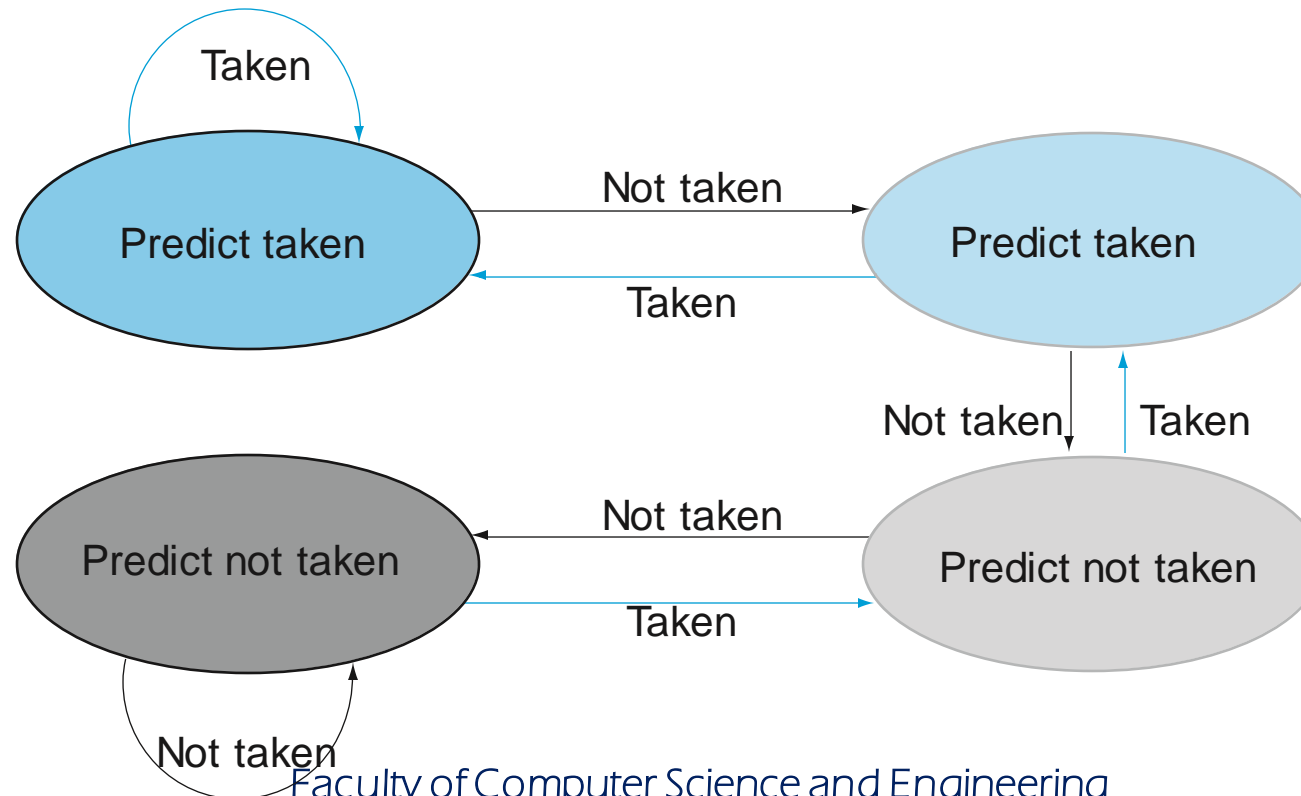 Taken
Not taken
Predict taken
Predict taken
Taken
Not taken
Taken
Not taken
Predict not taken
Predict not taken
Taken
Not taken
Faculty of Computer Science and Engineering